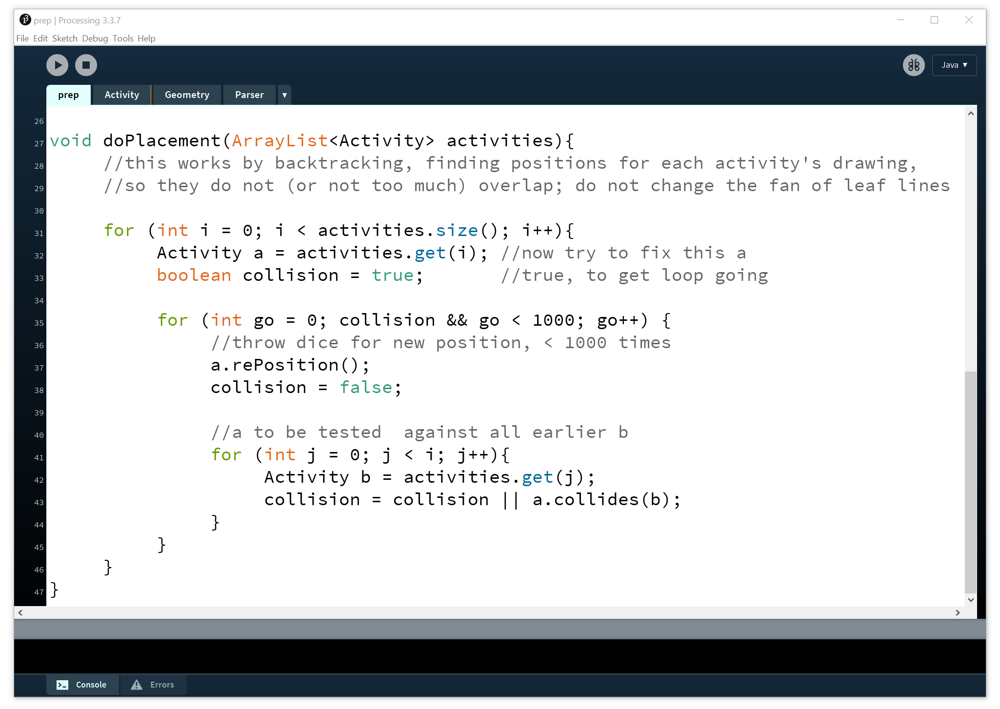 prep | Processing 3.3.7
File Edit Sketch Debug Tools Help
Java ▼
prep Activity Geometry Parser ▼
26
27 void doPlacement(ArrayList<Activity> activities){
28 //this works by backtracking, finding positions for each activity's drawing,
29 //so they do not (or not too much) overlap; do not change the fan of leaf lines
30
31 for (int i = 0; i < activities.size(); i++){
32 Activity a = activities.get(i); //now try to fix this a
33 boolean collision = true; //true, to get loop going
34
35 for (int go = 0; collision && go < 1000; go++) {
36 //throw dice for new position, < 1000 times
37 a.rePosition();
38 collision = false;
39
40 //a to be tested  against all earlier b
41 for (int j = 0; j < i; j++){
42 Activity b = activities.get(j);
43 collision = collision || a.collides(b);
44 }
45 }
46 }
47 }
Console Errors